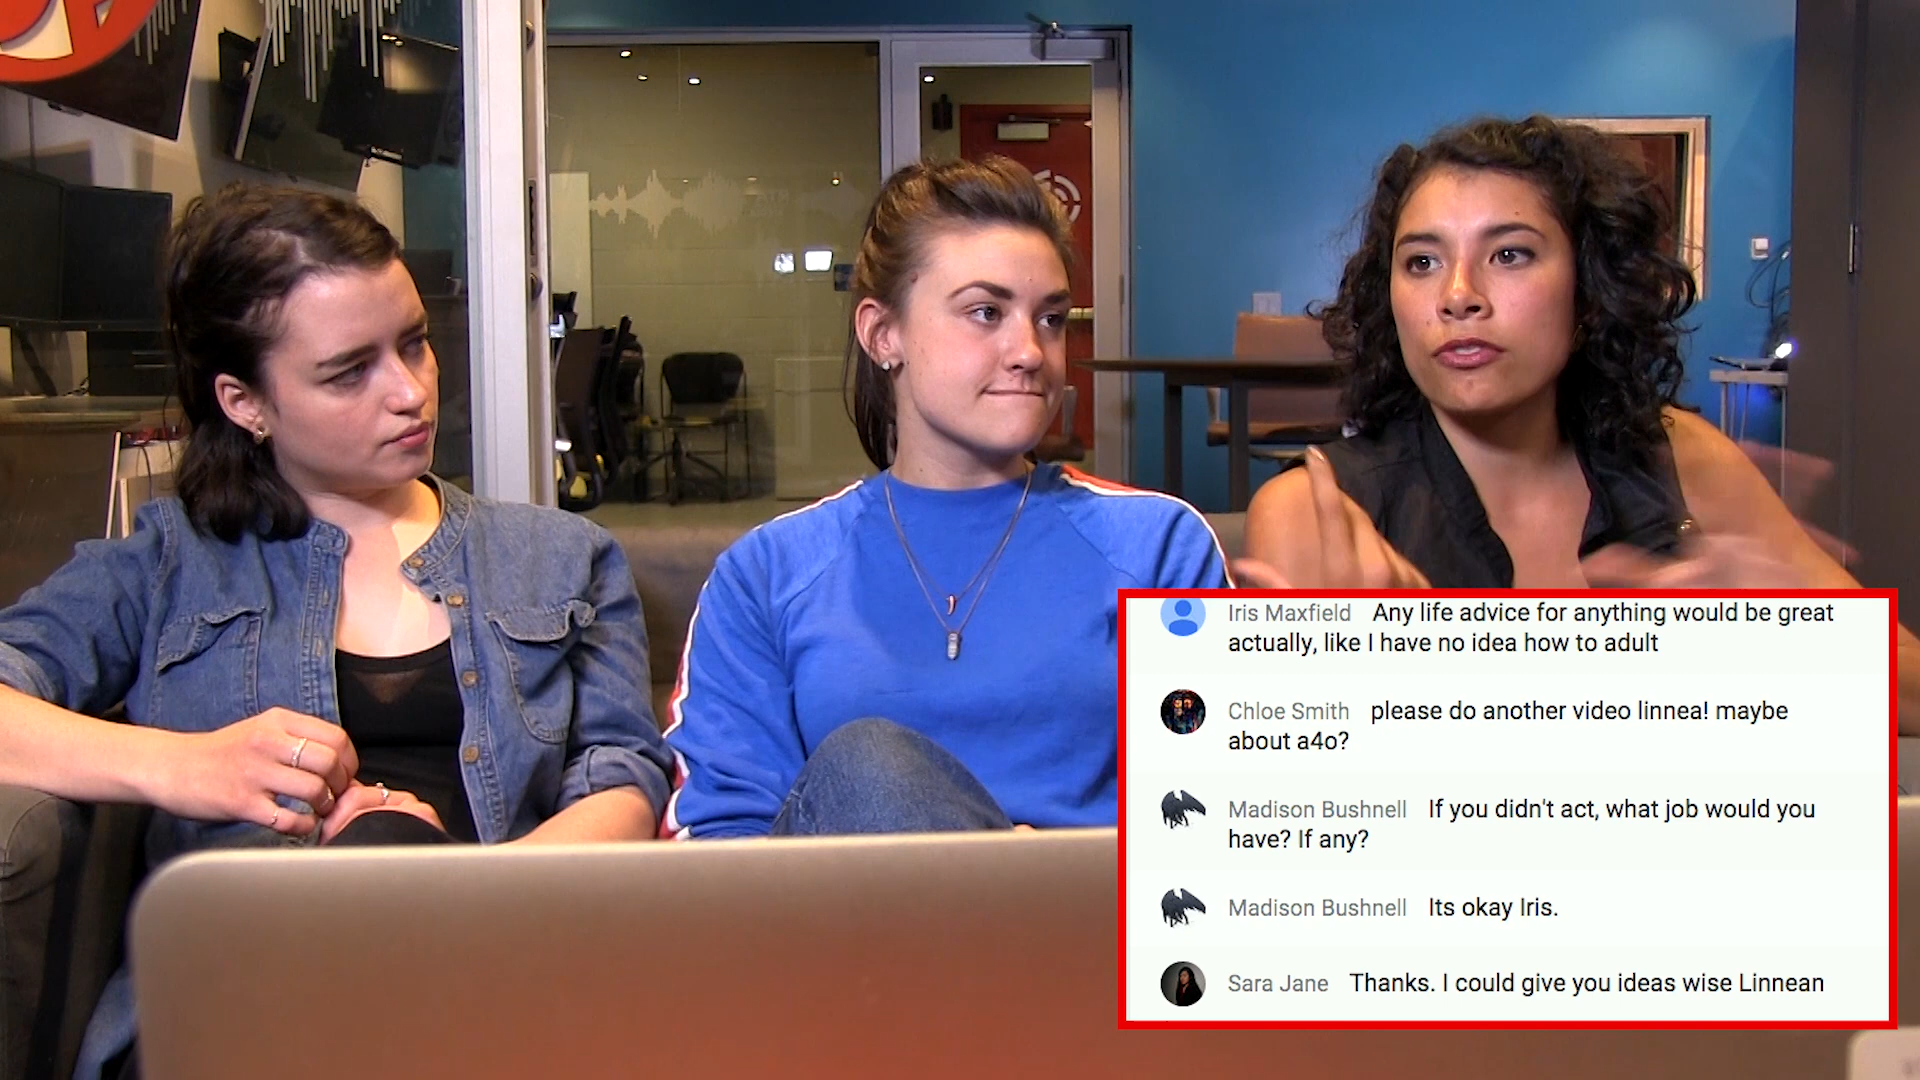 Iris Maxfield Any life advice for anything would be great
actually, like I have no idea how to adult
Chloe Smith please do another video linnea! maybe
about a4o?
Madison Bushnell If you didn't act, what job would you
have? If any?
Madison Bushnell Its okay Iris.
Sara Jane Thanks. I could give you ideas wise Linnean